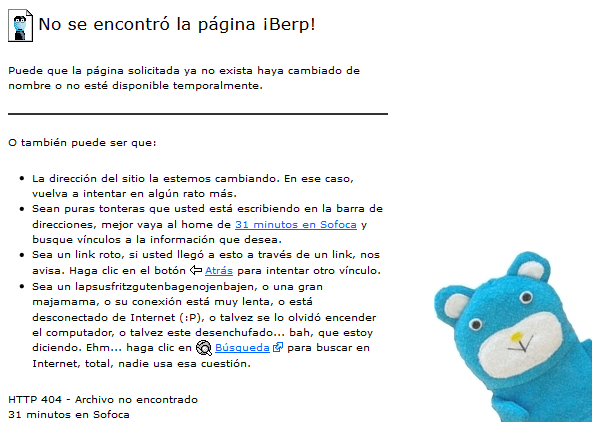 No se encontró la página ¡Berp!
Puede que la página solicitada ya no exista haya cambiado de
nombre o no esté disponible temporalmente.
O también puede ser que:
La dirección del sitio la estemos cambiando. En ese caso,
vuelva a intentar en algún rato más.
Sean puras tonteras que usted está escribiendo en la barra de
direcciones, mejor vaya al home de 31 minutos en Sofoca y
busque vínculos a la información que desea.
Sea un link roto, si usted llegó a esto a través de un link, nos
avisa. Haga clic en el botón Atrás para intentar otro vínculo.
Sea un lapsusfritzgutenbagenojenbajen, o una gran
majamama, o su conexión está muy lenta, o está
desconectado de Internet (:P), o talvez se lo olvidó encender
el computador, o talvez este desenchufado... bah, que estoy
diciendo. Ehm... haga clic en Búsqueda para buscar en
Internet, total, nadie usa esa cuestión.
HTTP 404 - Archivo no encontrado
31 minutos en Sofoca